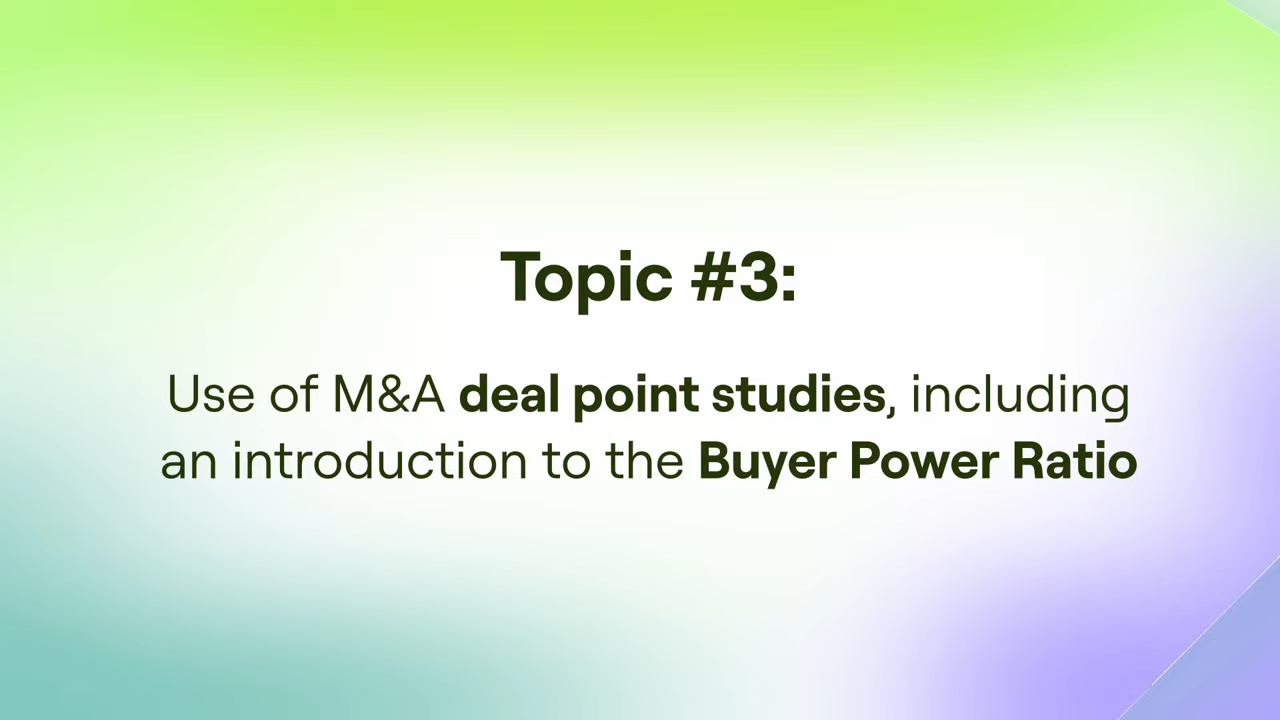 Topic #3:
Use of M&A deal point studies, including
an introduction to the Buyer Power Ratio